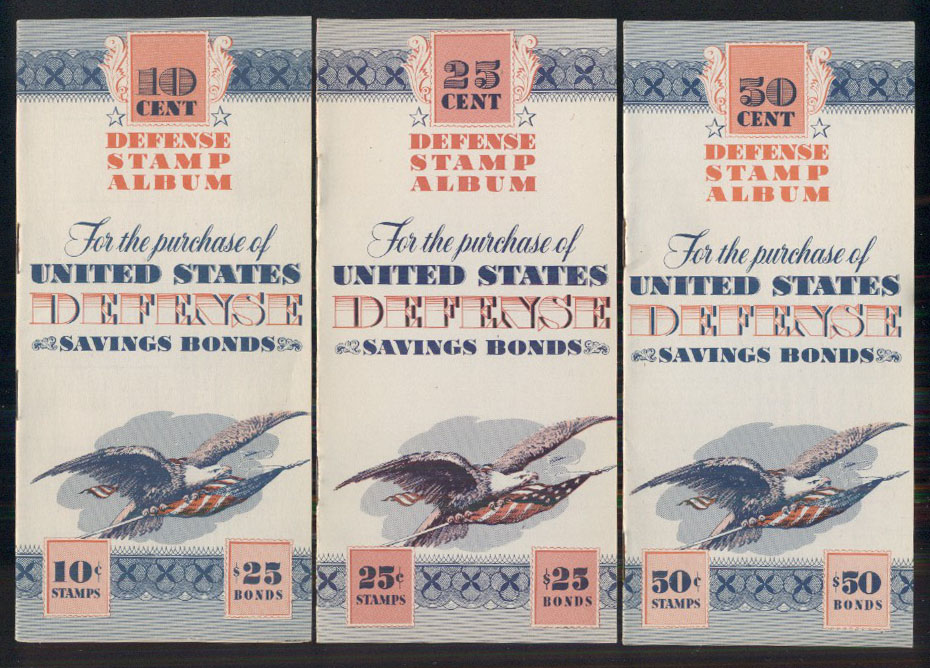 10
CENT
DEFENSE
STAMP
ALBUM
For the purchase of
UNITED STATES
DEFENSE
SAVINGS BONDS
10¢
STAMPS
$25
BONDS
25
CENT
DEFENSE
STAMP
ALBUM
For the purchase of
UNITED STATES
DEFENSE
SAVINGS BONDS
25¢
STAMPS
$25
BONDS
50
CENT
DEFENSE
STAMP
ALBUM
For the purchase of
UNITED STATES
DEFENSE
SAVINGS BONDS
50¢
STAMPS
$50
BONDS